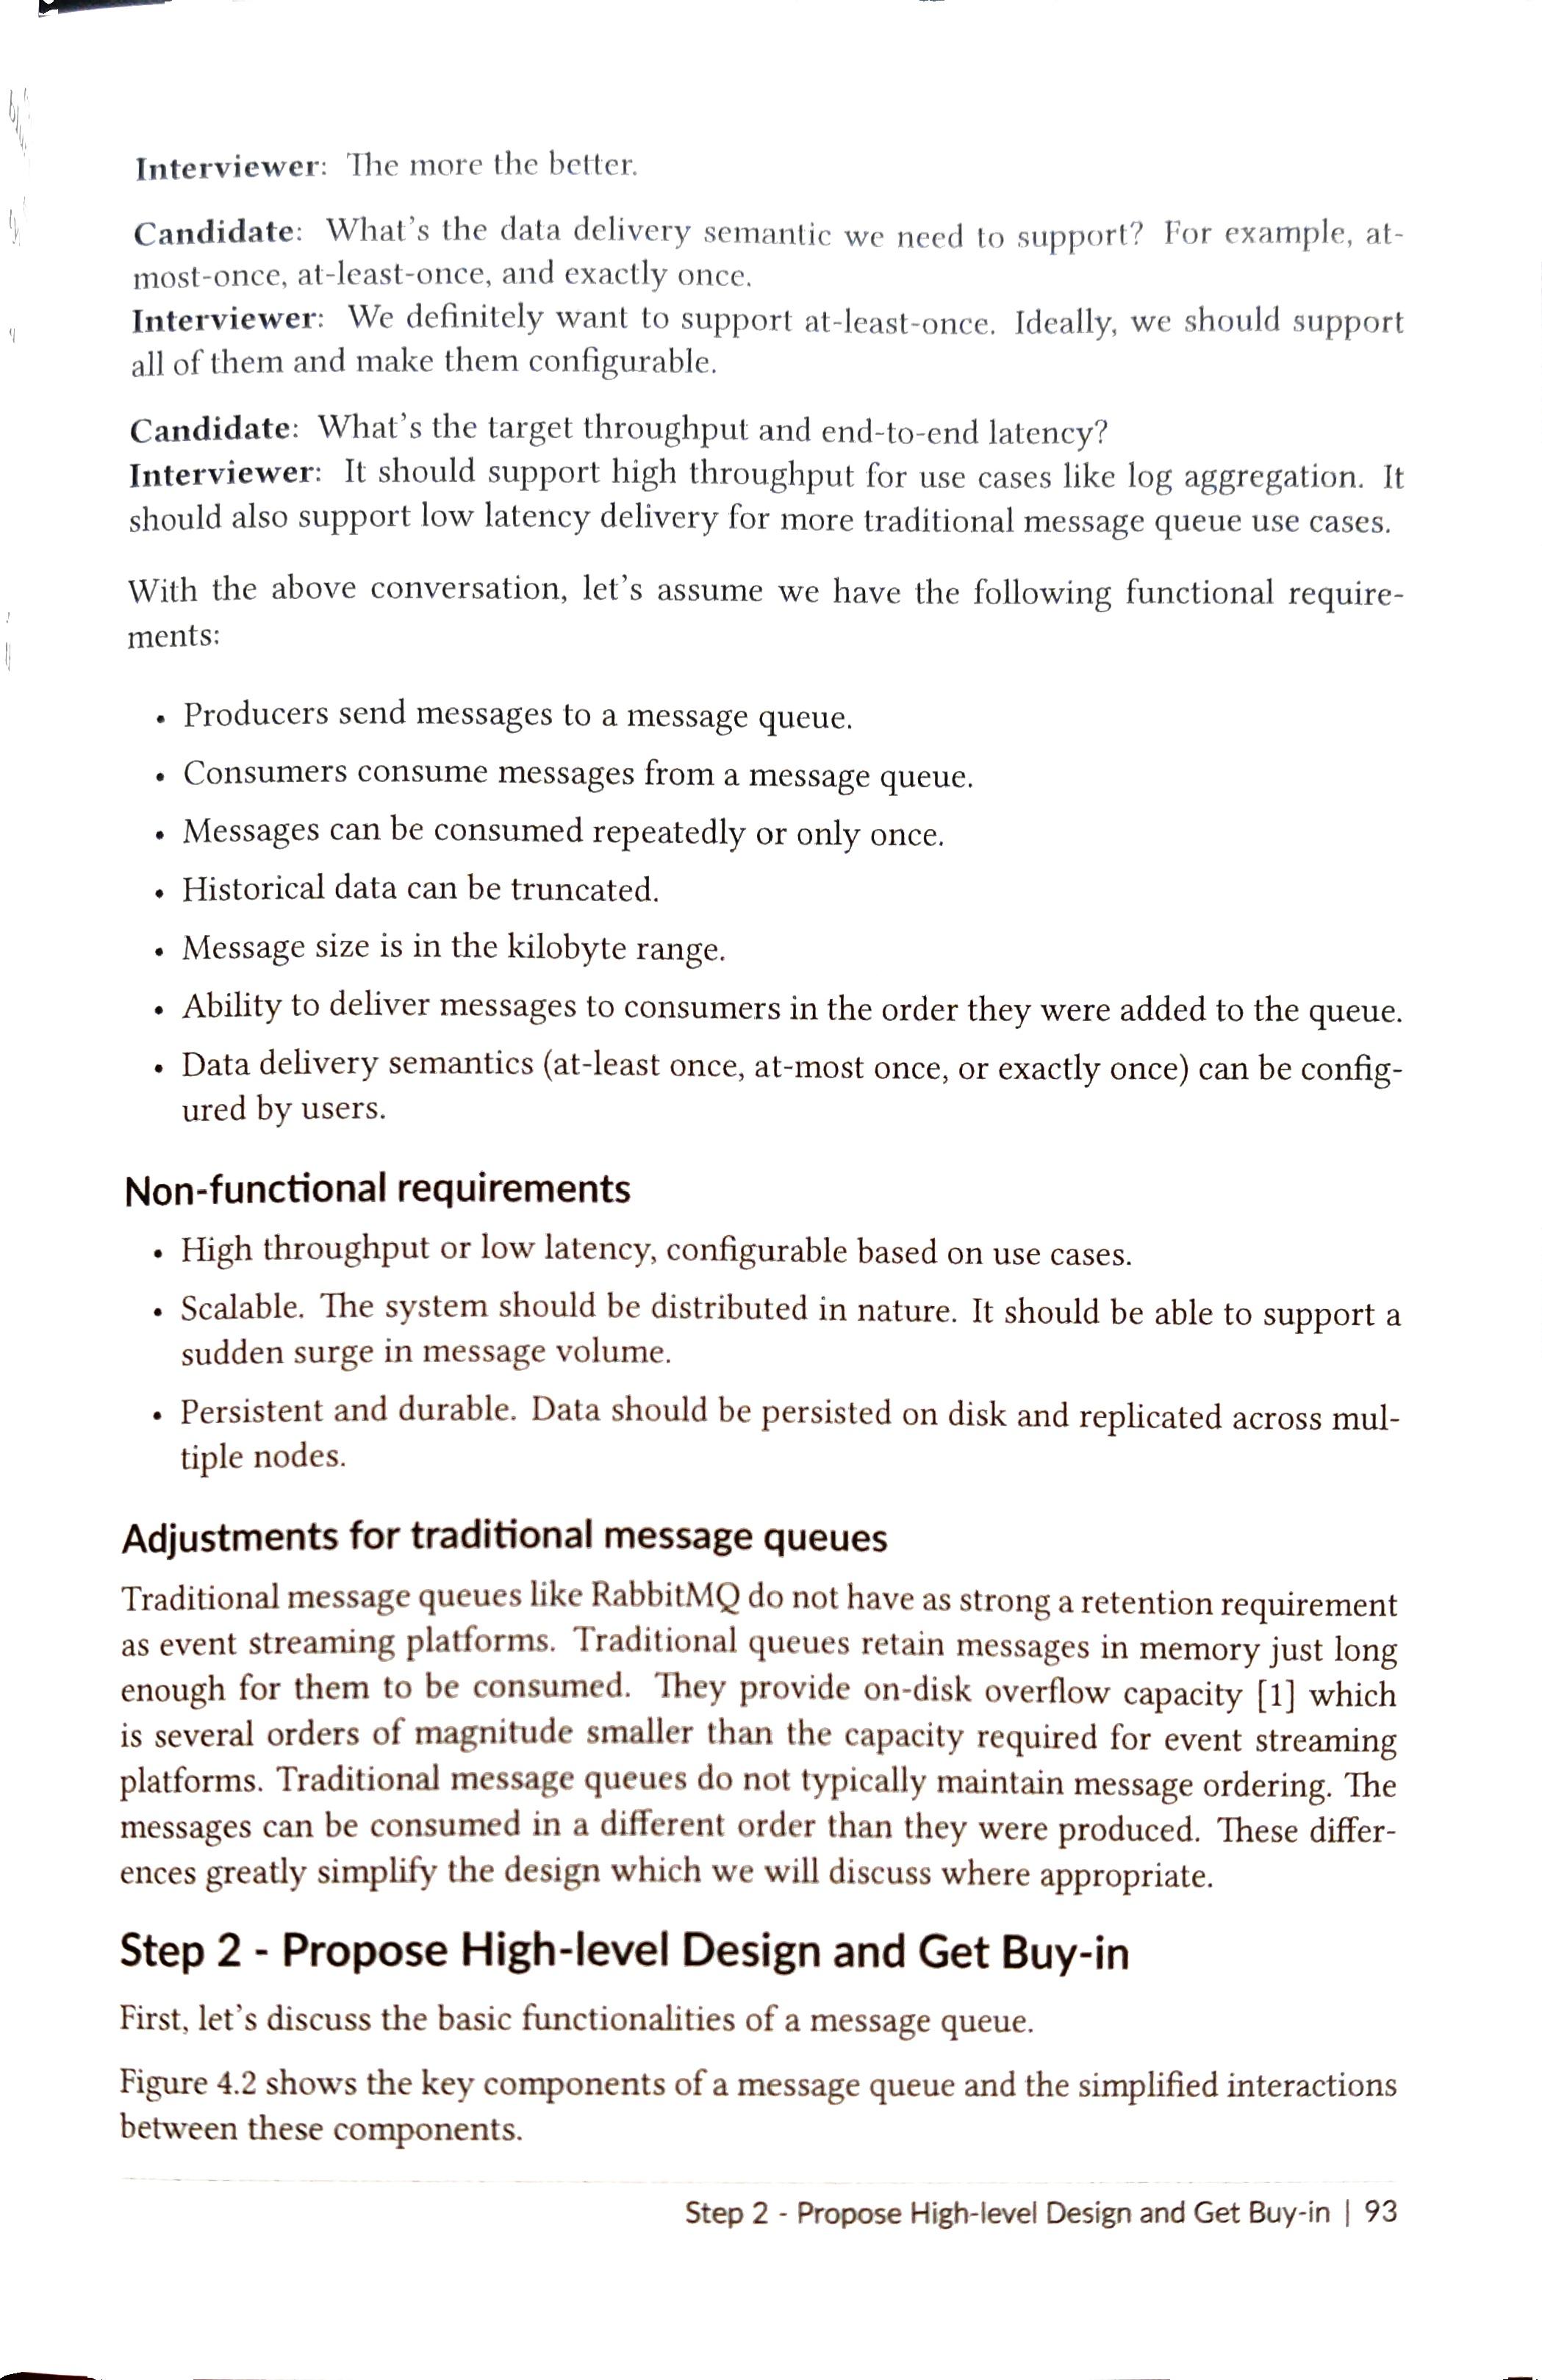 Interviewer: The more the better.
Candidate: What's the data delivery semantic we need to support? For example, at-
most-once, at-least-once, and exactly once.
Interviewer: We definitely want to support at-least-once. Ideally, we should support
all of them and make them configurable.
Candidate: What's the target throughput and end-to-end latency?
Interviewer: It should support high throughput for use cases like log aggregation. It
should also support low latency delivery for more traditional message queue use cases.
With the above conversation, let's assume we have the following functional require-
ments:
• Producers send messages to a message queue.
• Consumers consume messages from a message queue.
• Messages can be consumed repeatedly or only once.
• Historical data can be truncated.
• Message size is in the kilobyte range.
• Ability to deliver messages to consumers in the order they were added to the queue.
• Data delivery semantics (at-least once, at-most once, or exactly once) can be config-
ured by users.
Non-functional requirements
• High throughput or low latency, configurable based on use cases.
• Scalable. The system should be distributed in nature. It should be able to support a
sudden surge in message volume.
• Persistent and durable. Data should be persisted on disk and replicated across mul-
tiple nodes.
Adjustments for traditional message queues
Traditional message queues like RabbitMQ do not have as strong a retention requirement
as event streaming platforms. Traditional queues retain messages in memory just long
enough for them to be consumed. They provide on-disk overflow capacity [1] which
is several orders of magnitude smaller than the capacity required for event streaming
platforms. Traditional message queues do not typically maintain message ordering. The
messages can be consumed in a different order than they were produced. These differ-
ences greatly simplify the design which we will discuss where appropriate.
Step 2 - Propose High-level Design and Get Buy-in
First, let's discuss the basic functionalities of a message queue.
Figure 4.2 shows the key components of a message queue and the simplified interactions
between these components.
Step 2 - Propose High-level Design and Get Buy-in | 93